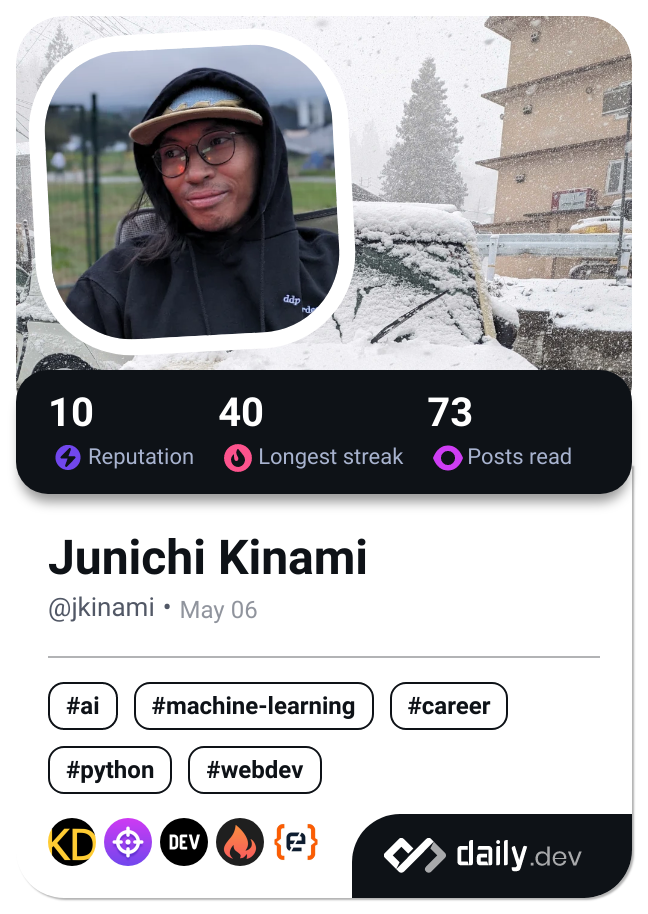 ddp
10 40 73
Reputation Longest streak Posts read
Junichi Kinami
@jkinami • May 06
#ai #machine-learning #career
#python #webdev
KD DEV
daily.dev